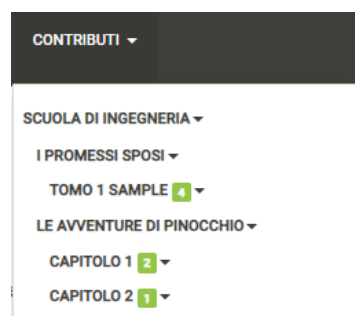 CONTRIBUTI
SCUOLA DI INGEGNERIA
I PROMESSI SPOSI
TOMO 1 SAMPLE 4
LE AVVENTURE DI PINOCCHIO
CAPITOLO 1 2
CAPITOLO 2 1